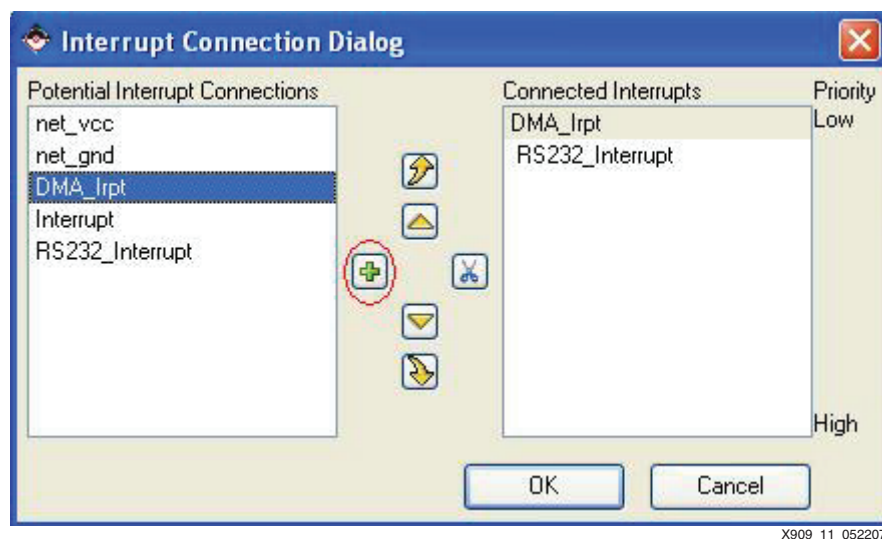 Interrupt Connection Dialog
Potential Interrupt Connections
net_vcc
net_gnd
DMA_Irpt
Interrupt
RS232_Interrupt
Connected Interrupts
DMA_Irpt
RS232_Interrupt
Priority
Low
High
OK
Cancel
X909_11_052207